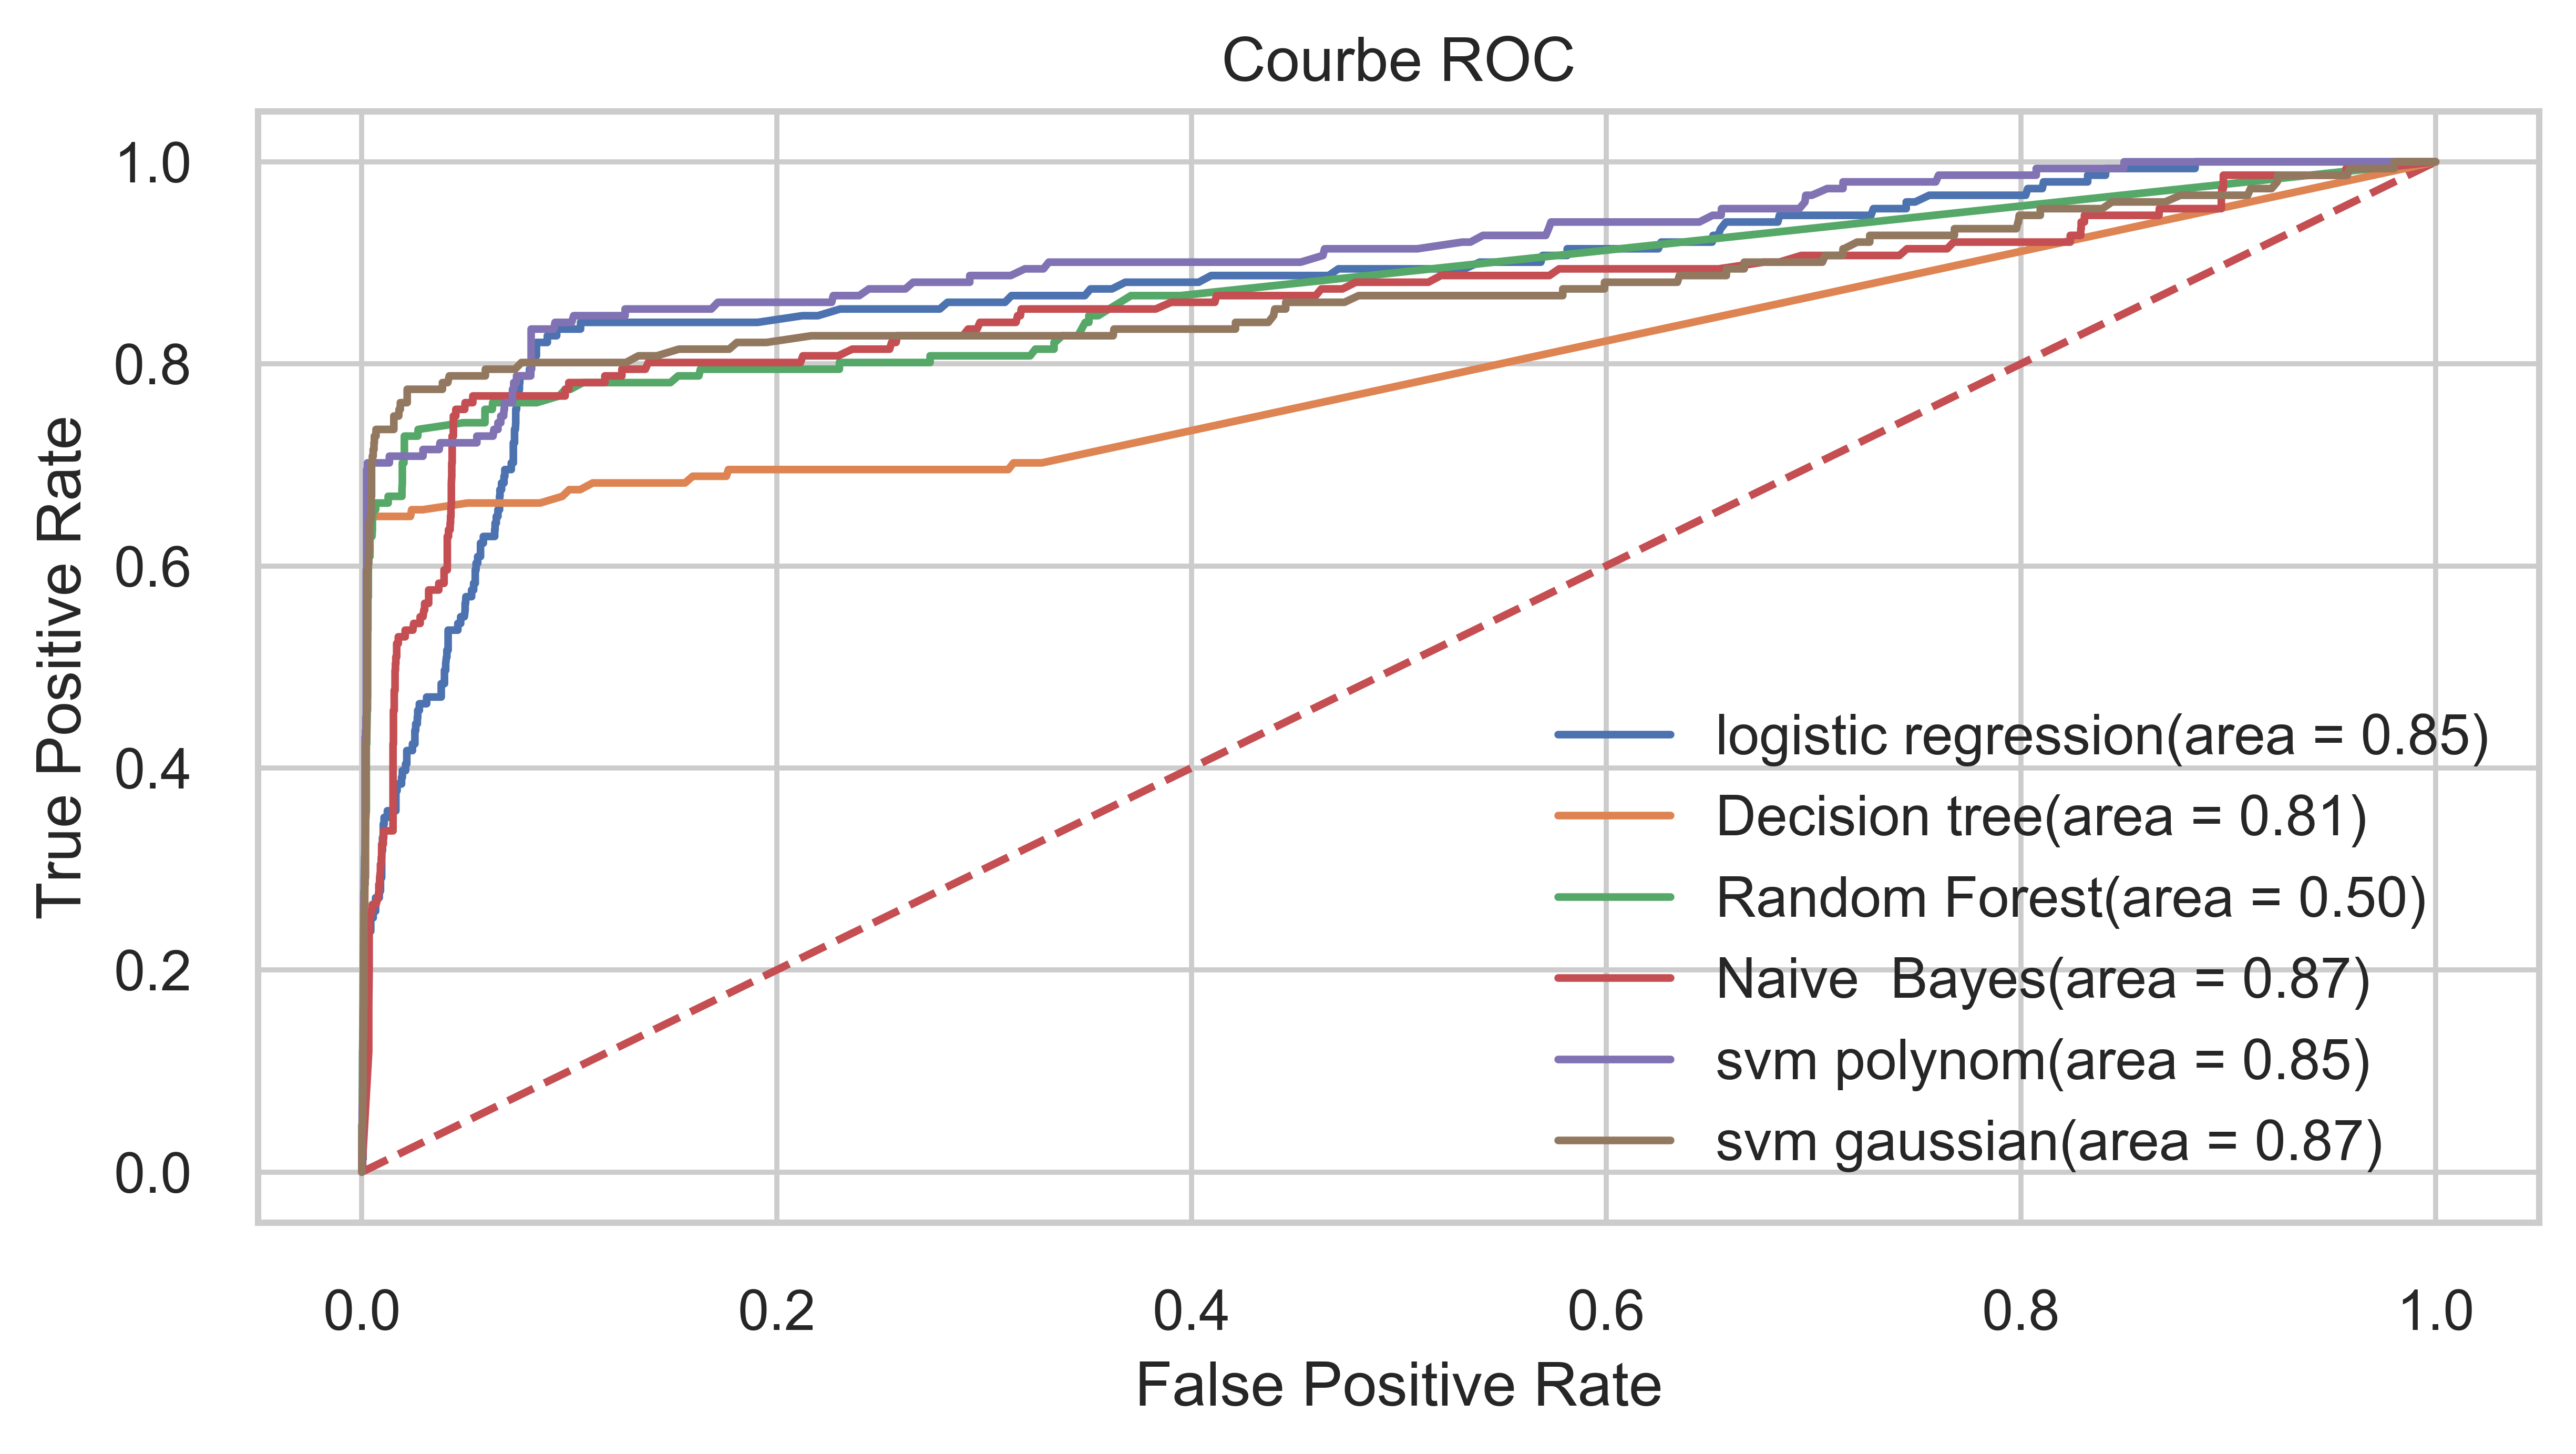 Courbe ROC
1.0
0.8
0.6
0.4
0.2
0.0
True Positive Rate
logistic regression(area = 0.85)
Decision tree(area = 0.81)
Random Forest(area = 0.50)
Naive  Bayes(area = 0.87)
svm polynom(area = 0.85)
svm gaussian(area = 0.87)
0.0 0.2 0.4 0.6 0.8 1.0
False Positive Rate